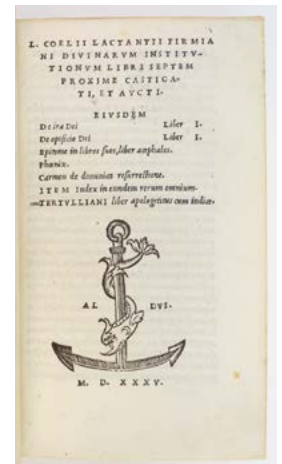 L. COELII LACTANTII FIRMIA
NI DIVINARVM INSTITV-
TIONVM LIBRI SEPTEM
PROXIME CASTIGA-
TI, ET AVCTI.
EIVSDEM
De ira Dei Liber I.
De opificio Dei Liber I.
Epitome in libros suos, liber acephalos.
Phœnix.
Carmen de dominica resurrectione.
ITEM Index in eundem rerum omnium.
TERTVLLIANI liber apologeticus cum indice.
AL DVS.
M. D. XXXV.